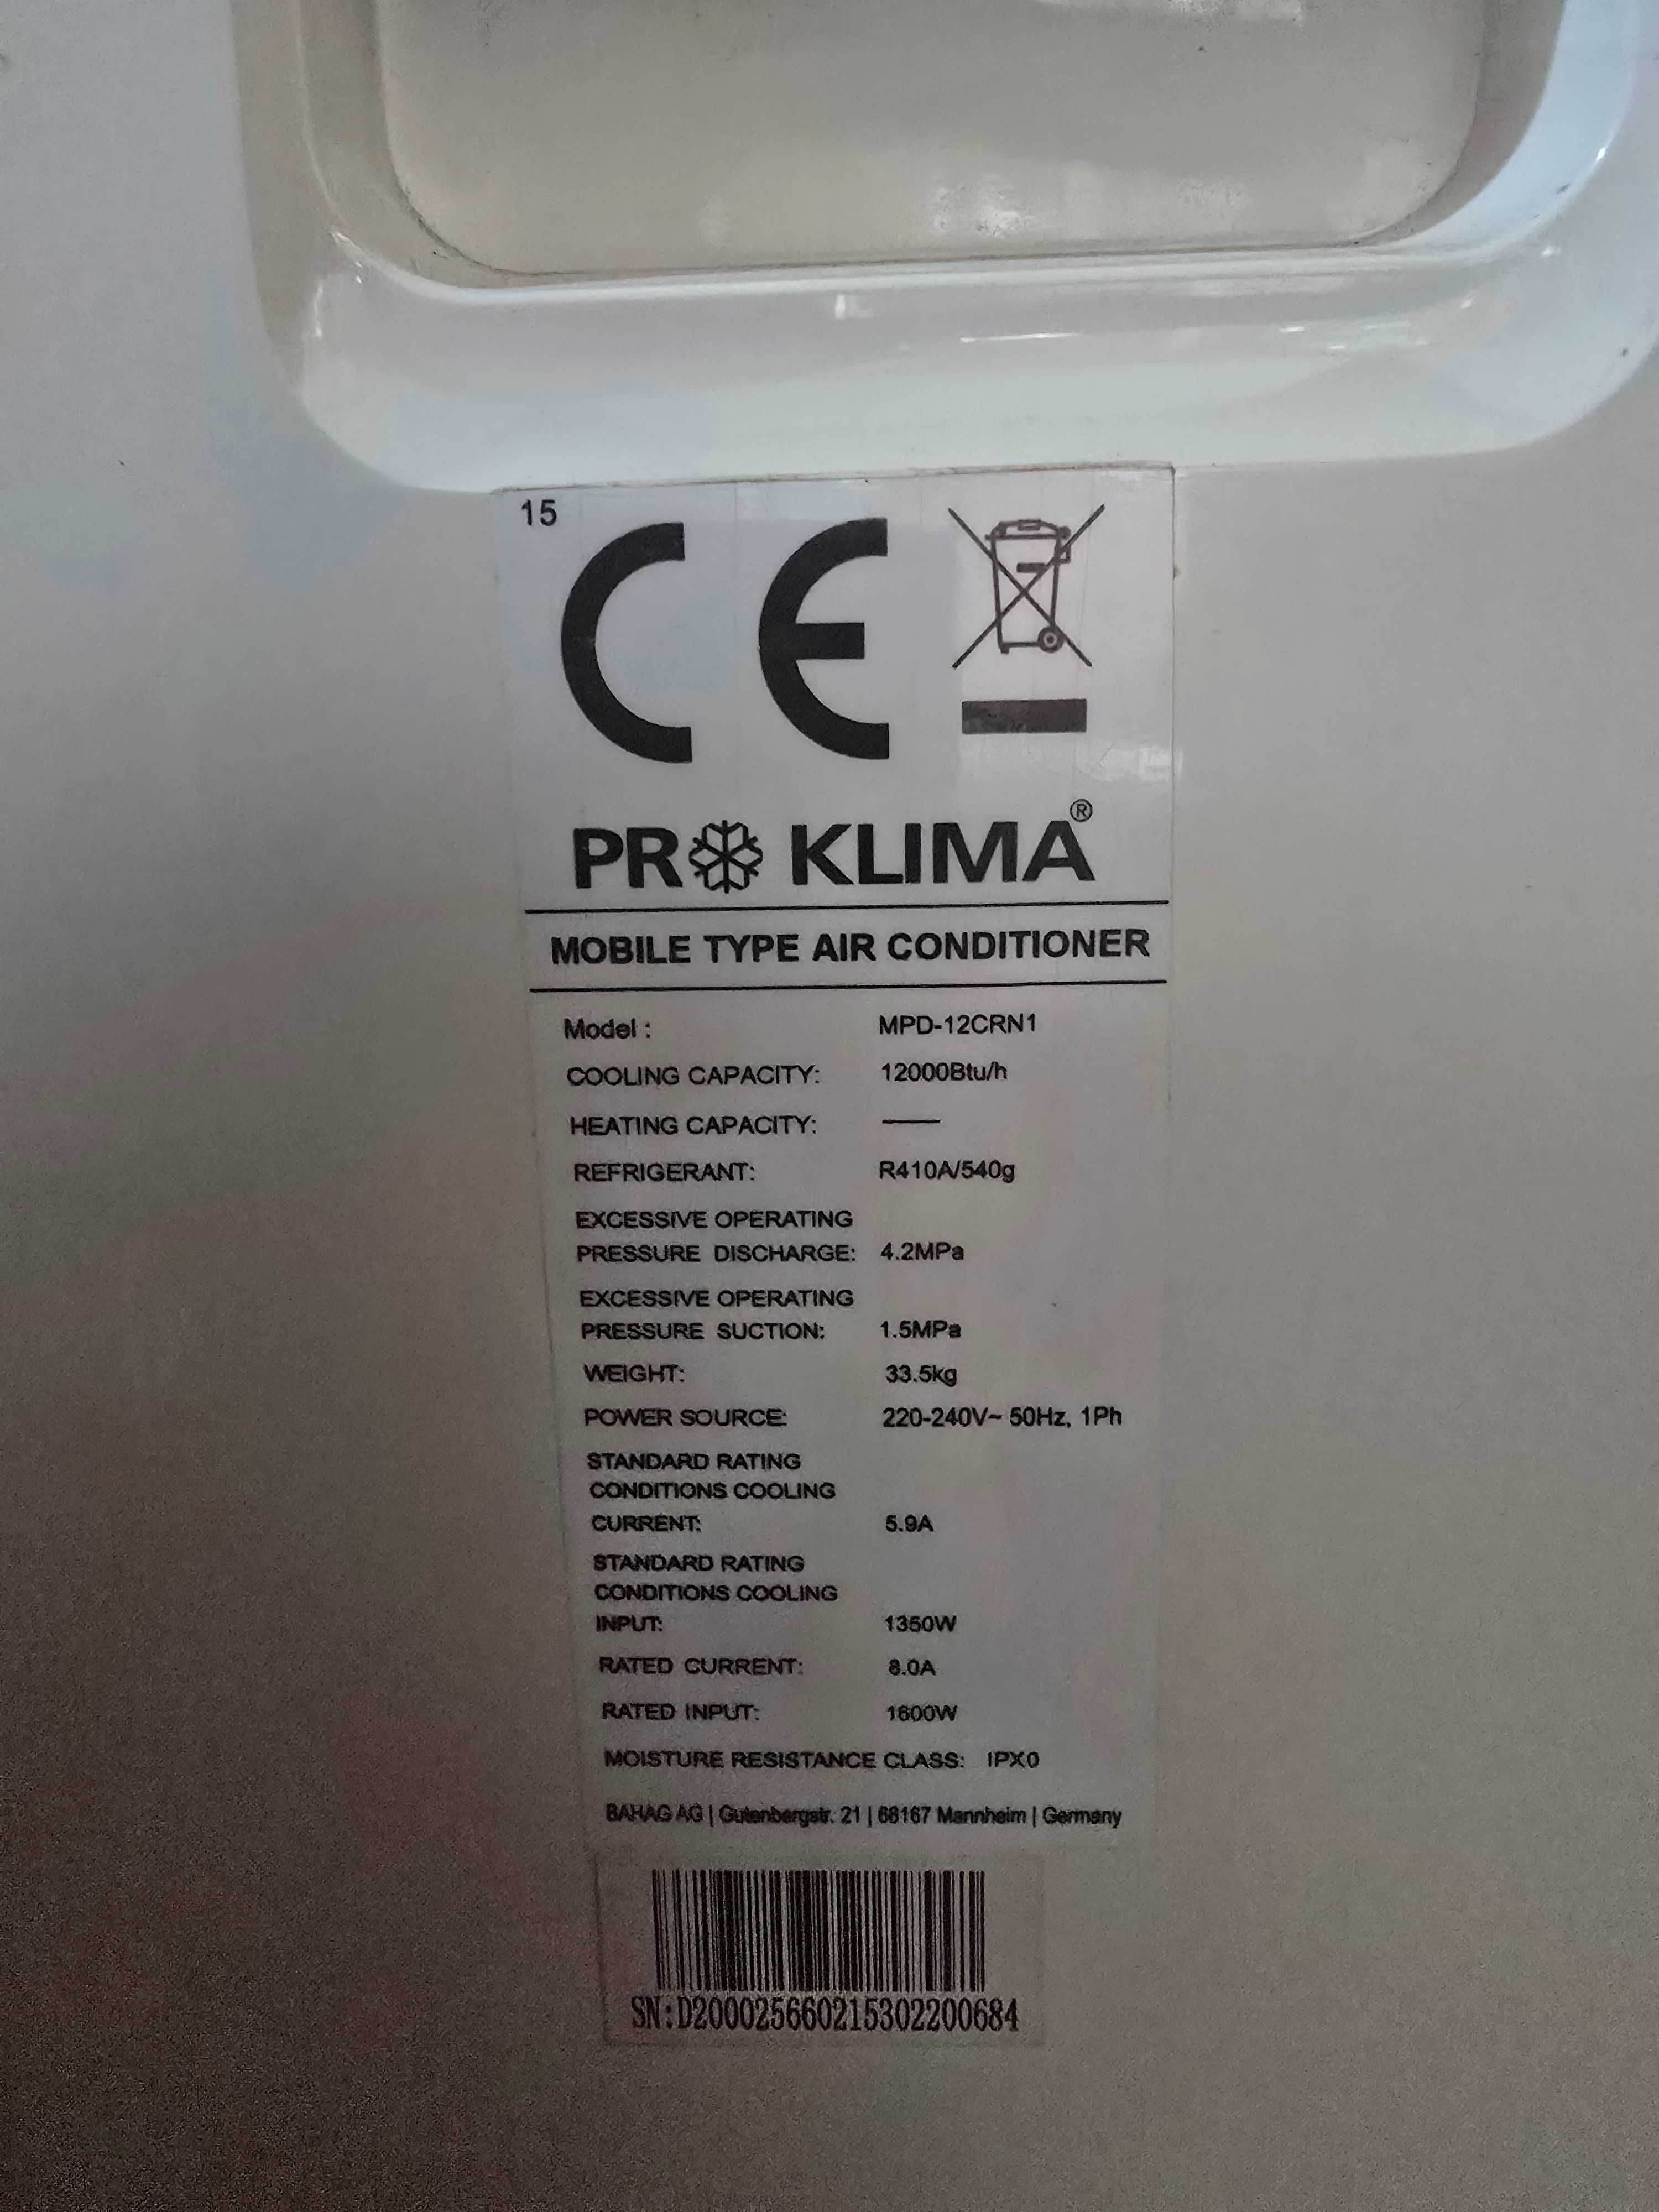 15
CE
PRO KLIMA®
MOBILE TYPE AIR CONDITIONER
Model : MPD-12CRN1
COOLING CAPACITY: 12000Btu/h
HEATING CAPACITY: —
REFRIGERANT: R410A/540g
EXCESSIVE OPERATING
PRESSURE DISCHARGE: 4.2MPa
EXCESSIVE OPERATING
PRESSURE SUCTION: 1.5MPa
WEIGHT: 33.5kg
POWER SOURCE: 220-240V~ 50Hz, 1Ph
STANDARD RATING
CONDITIONS COOLING
CURRENT: 5.9A
STANDARD RATING
CONDITIONS COOLING
INPUT: 1350W
RATED CURRENT: 8.0A
RATED INPUT: 1600W
MOISTURE RESISTANCE CLASS: IPX0
BAHAG AG | Gutenbergstr. 21 | 68167 Mannheim | Germany
SN:D200025660215302200684